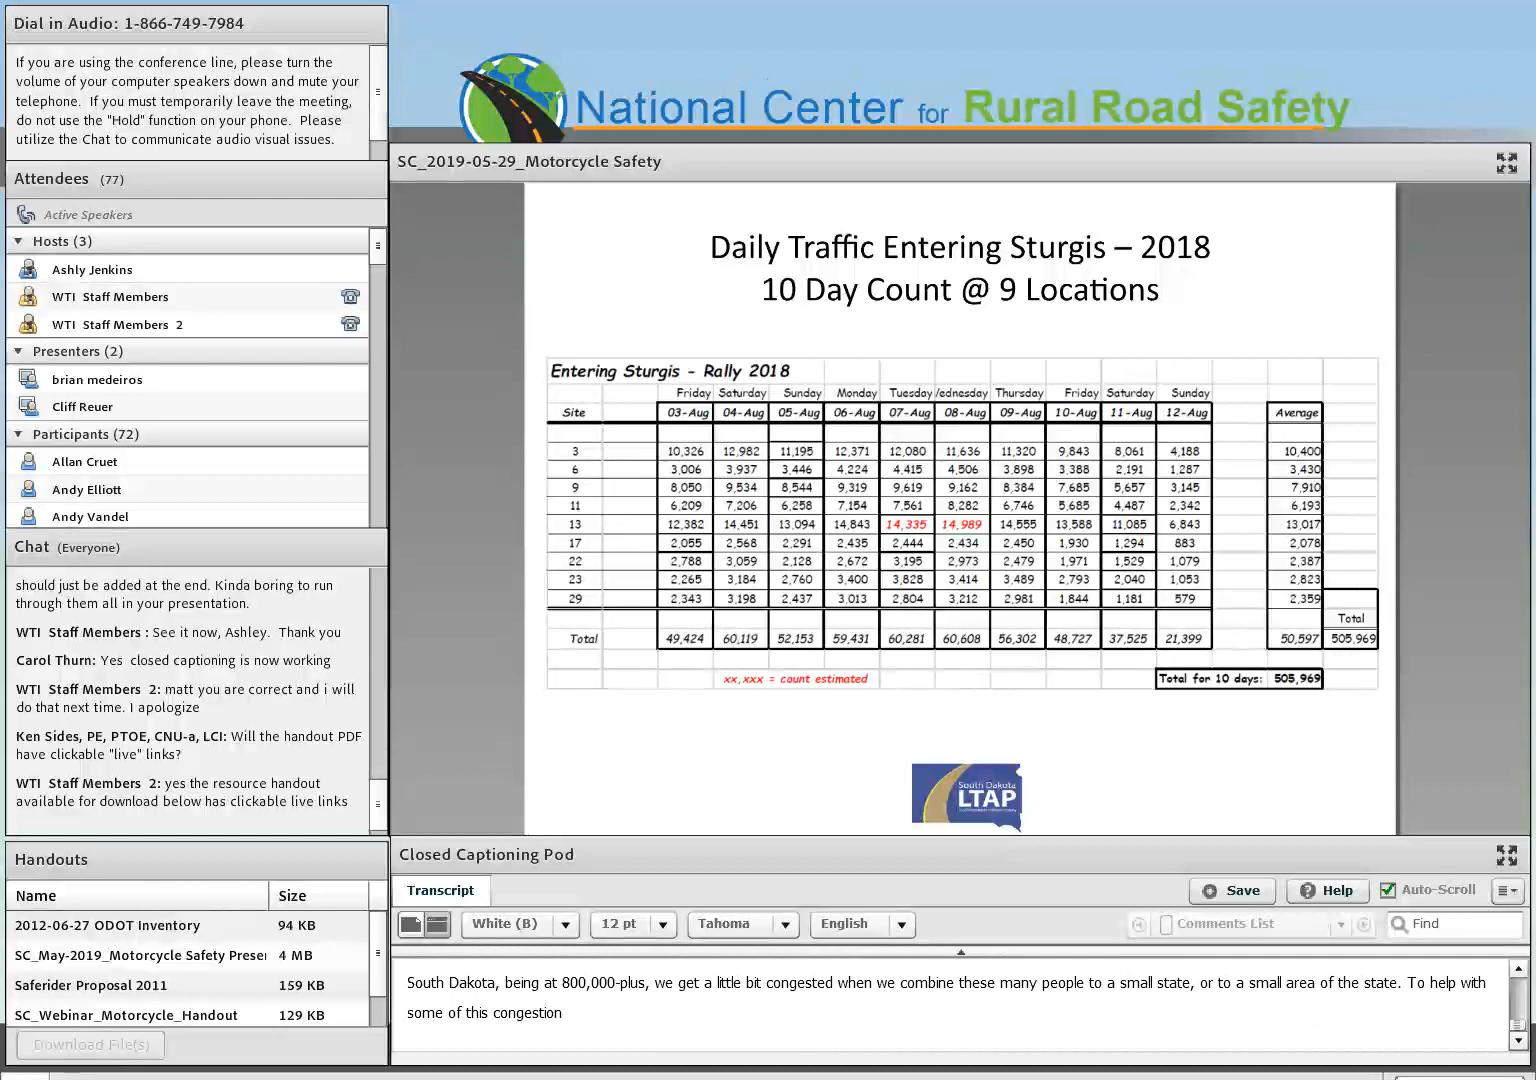 Dial in Audio: 1-866-749-7984
If you are using the conference line, please turn the
volume of your computer speakers down and mute your
telephone.  If you must temporarily leave the meeting,
do not use the "Hold" function on your phone.  Please
utilize the Chat to communicate audio visual issues.
Attendees (77)
Active Speakers
Hosts (3)
Ashly Jenkins
WTI Staff Members
WTI Staff Members 2
Presenters (2)
brian medeiros
Cliff Reuer
Participants (72)
Allan Cruet
Andy Elliott
Andy Vandel
Chat (Everyone)
should just be added at the end. Kinda boring to run
through them all in your presentation.
WTI Staff Members : See it now, Ashley. Thank you
Carol Thurn: Yes closed captioning is now working
WTI Staff Members 2: matt you are correct and i will
do that next time. I apologize
Ken Sides, PE, PTOE, CNU-a, LCI: Will the handout PDF
have clickable "live" links?
WTI Staff Members 2: yes the resource handout
available for download below has clickable live links
Handouts
Name Size
2012-06-27 ODOT Inventory 94 KB
SC_May-2019_Motorcycle Safety Preser 4 MB
Saferider Proposal 2011 159 KB
SC_Webinar_Motorcycle_Handout 129 KB
Download File(s)
National Center for Rural Road Safety
SC_2019-05-29_Motorcycle Safety
Daily Traffic Entering Sturgis – 2018
10 Day Count @ 9 Locations
Entering Sturgis - Rally 2018
Friday Saturday Sunday Monday Tuesday Wednesday Thursday Friday Saturday Sunday
Site 03-Aug 04-Aug 05-Aug 06-Aug 07-Aug 08-Aug 09-Aug 10-Aug 11-Aug 12-Aug Average
3 10,326 12,982 11,195 12,371 12,080 11,636 11,320 9,843 8,061 4,188 10,400
6 3,006 3,937 3,446 4,224 4,415 4,506 3,898 3,388 2,191 1,287 3,430
9 8,050 9,534 8,544 9,319 9,619 9,162 8,384 7,685 5,657 3,145 7,910
11 6,209 7,206 6,258 7,154 7,561 8,282 6,746 5,685 4,487 2,342 6,193
13 12,382 14,451 13,094 14,843 14,335 14,989 14,555 13,588 11,085 6,843 13,017
17 2,055 2,568 2,291 2,435 2,444 2,434 2,450 1,930 1,294 883 2,078
22 2,788 3,059 2,128 2,672 3,195 2,973 2,479 1,971 1,529 1,079 2,387
23 2,265 3,184 2,760 3,400 3,828 3,414 3,489 2,793 2,040 1,053 2,823
29 2,343 3,198 2,437 3,013 2,804 3,212 2,981 1,844 1,181 579 2,359
Total
Total 49,424 60,119 52,153 59,431 60,281 60,608 56,302 48,727 37,525 21,399 50,597 505,969
xx,xxx = count estimated
Total for 10 days: 505,969
South Dakota
LTAP
Closed Captioning Pod
Transcript
Save
Help
Auto-Scroll
White (B)
12 pt
Tahoma
English
Comments List
Find
South Dakota, being at 800,000-plus, we get a little bit congested when we combine these many people to a small state, or to a small area of the state. To help with
some of this congestion